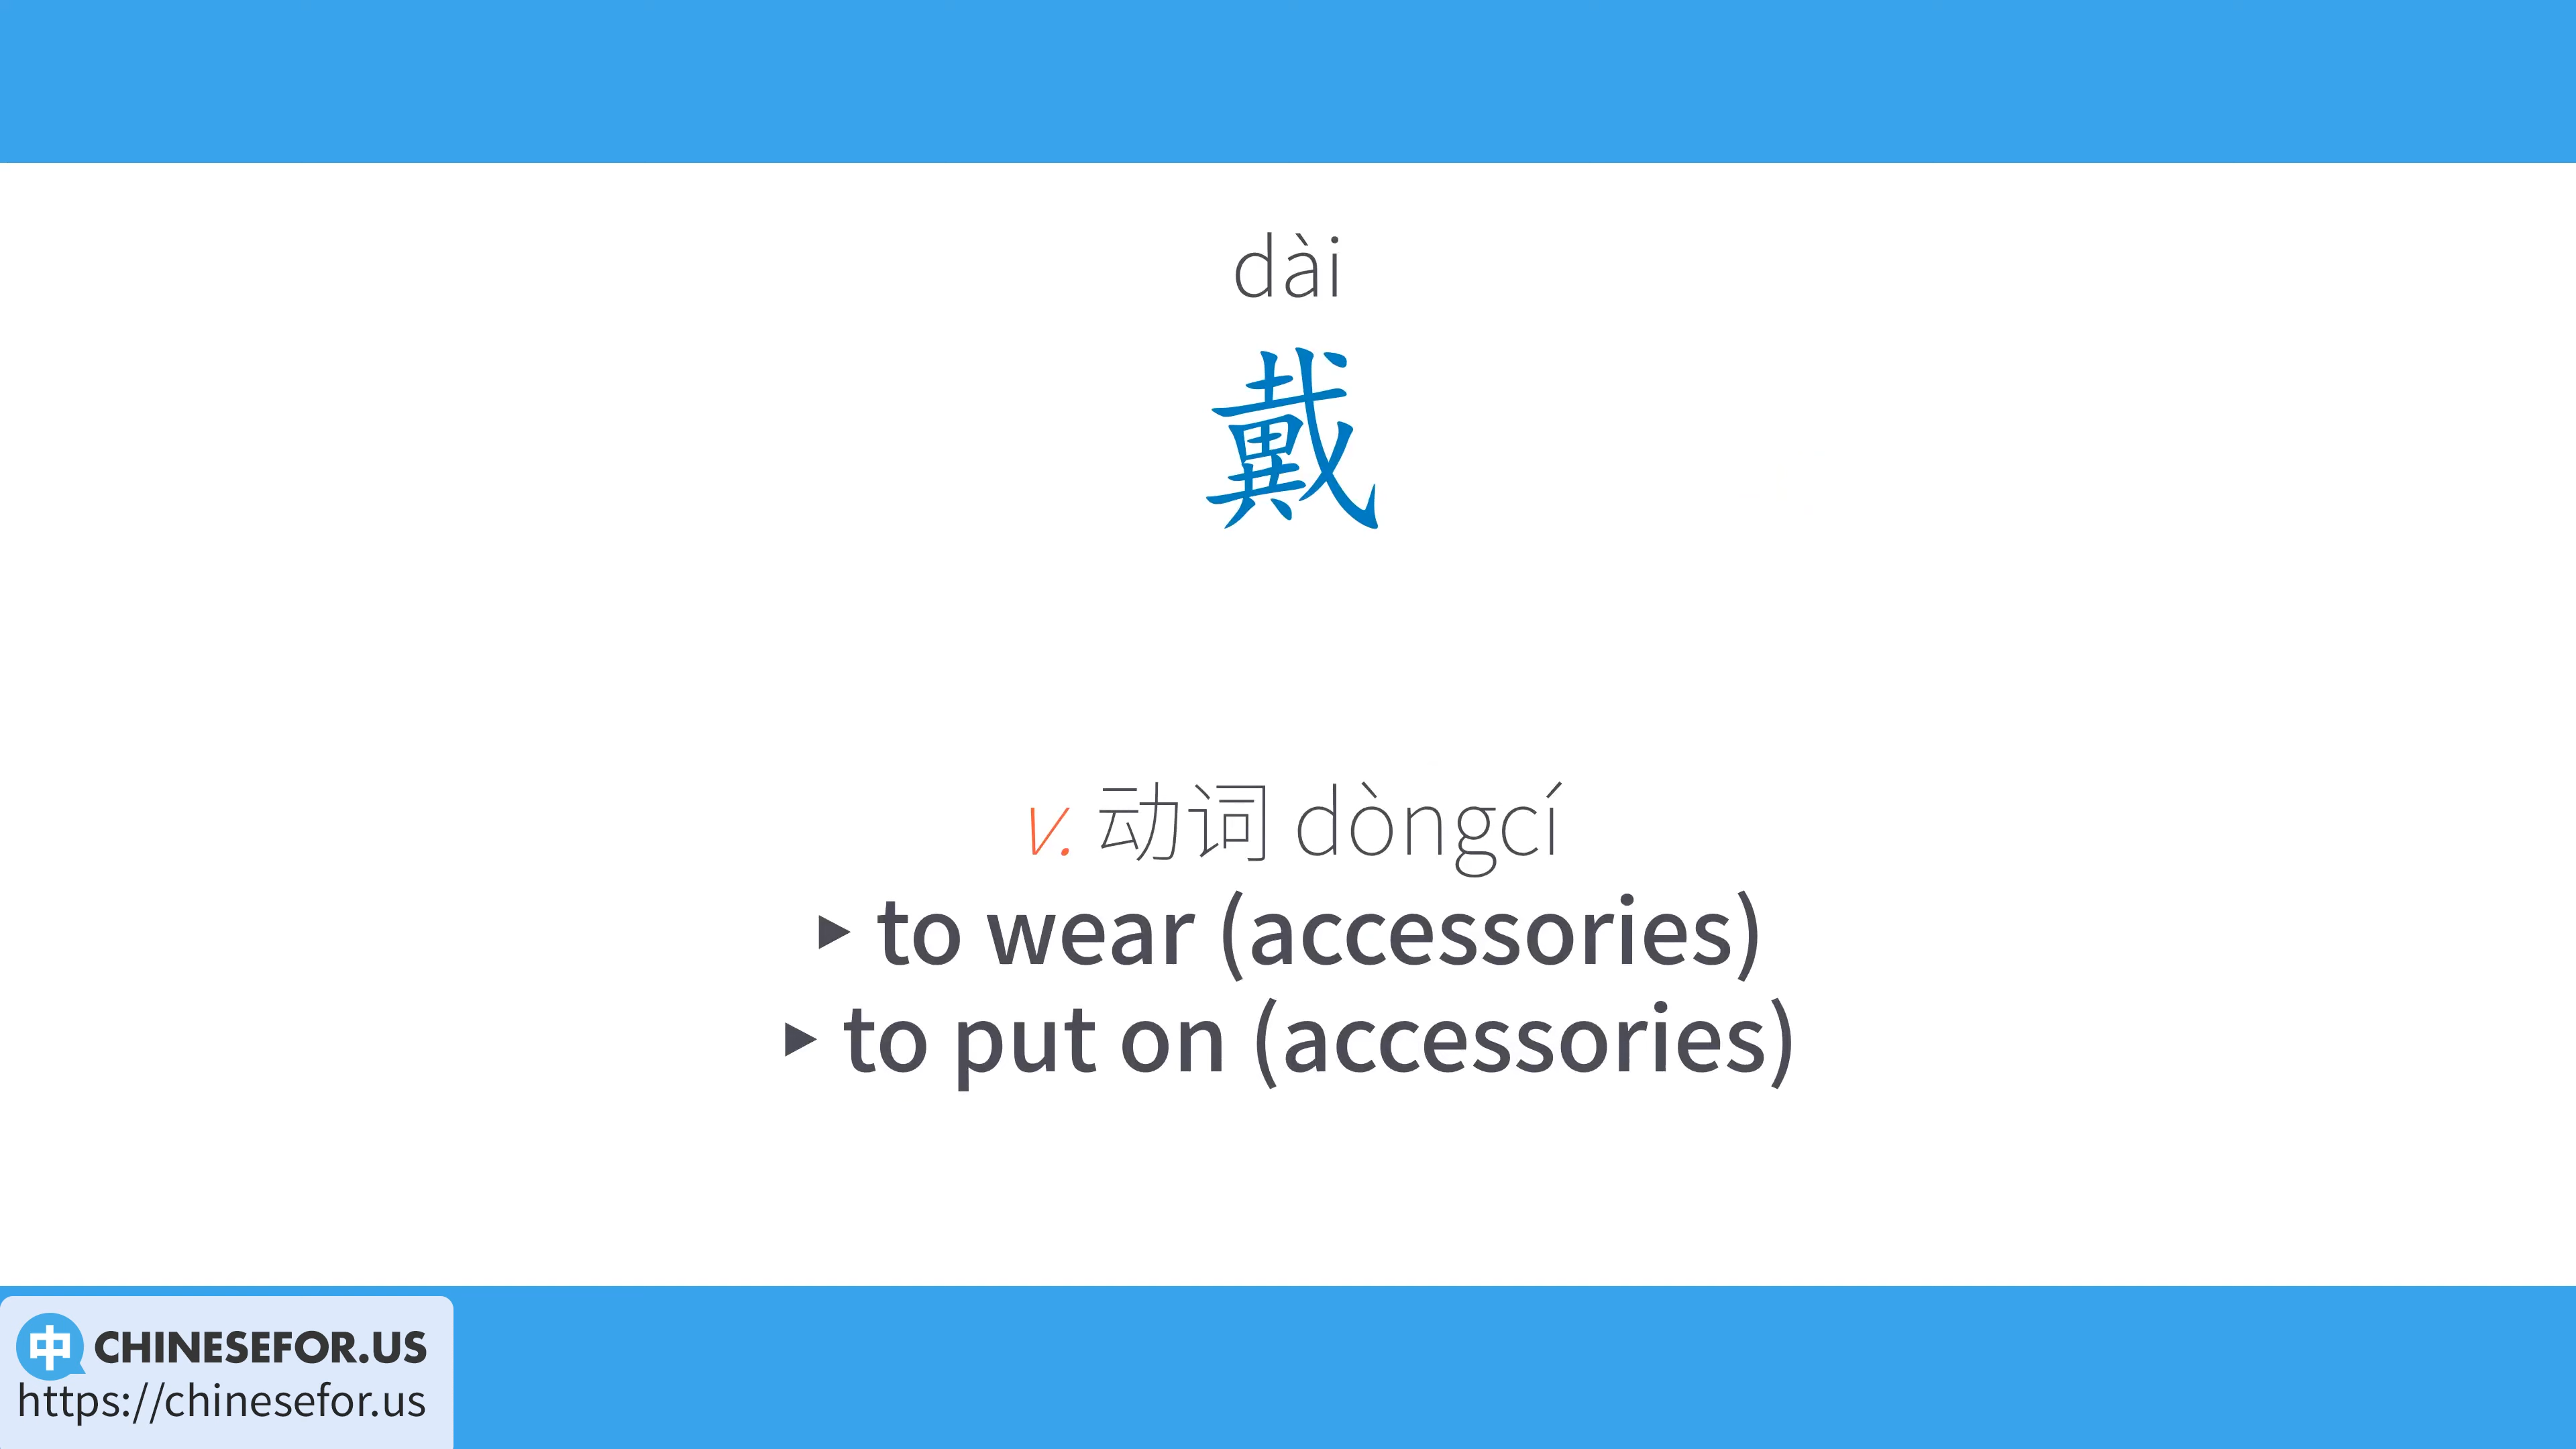 dài
戴
v. 动词 dòngcí
▸ to wear (accessories)
▸ to put on (accessories)
中 CHINESEFOR.US
https://chinesefor.us